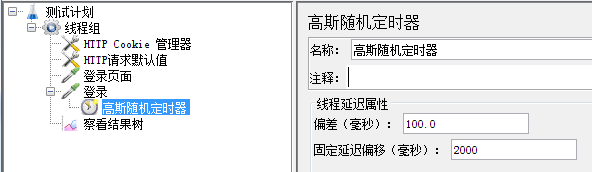 测试计划
线程组
HTTP Cookie 管理器
HTTP请求默认值
登录页面
登录
高斯随机定时器
察看结果树
高斯随机定时器
名称： 高斯随机定时器
注释：
线程延迟属性
偏差（毫秒）： 100.0
固定延迟偏移（毫秒）： 2000